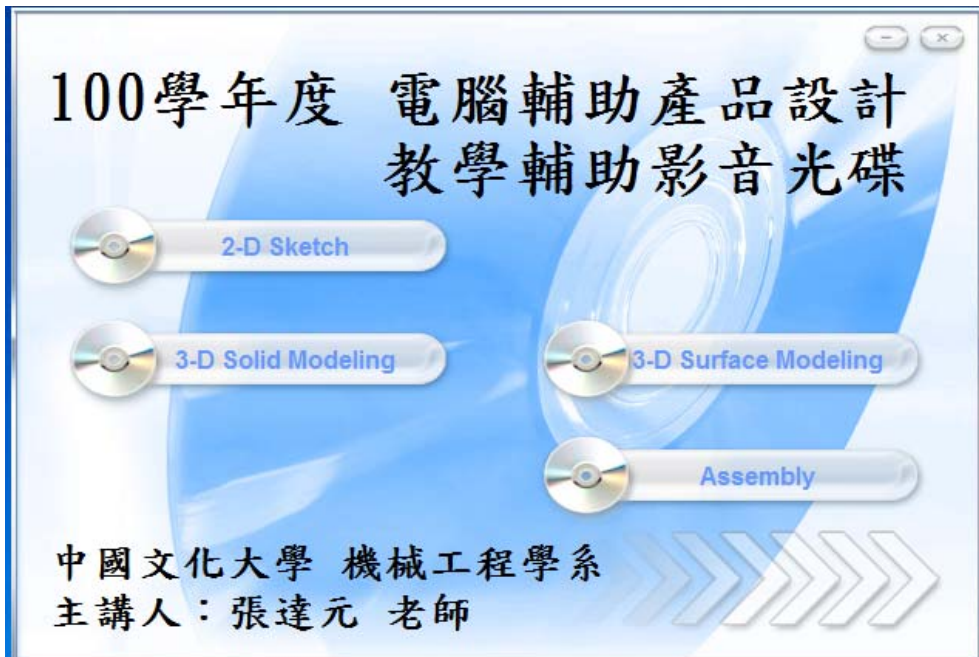 100學年度 電腦輔助產品設計
教學輔助影音光碟
2-D Sketch
3-D Solid Modeling
3-D Surface Modeling
Assembly
中國文化大學 機械工程學系
主講人：張達元 老師